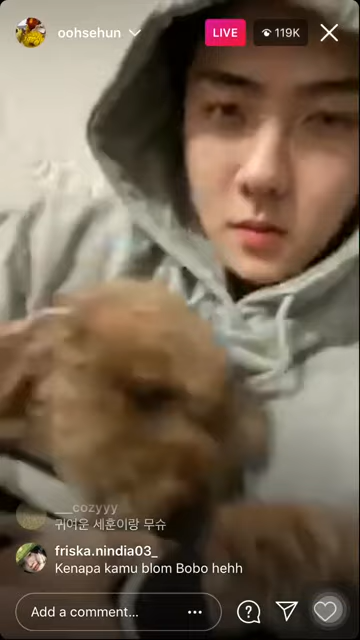 oohsehun
LIVE
119K
___cozyyy
귀여운 세훈이랑 무슈
friska.nindia03_
Kenapa kamu blom Bobo hehh
Add a comment...